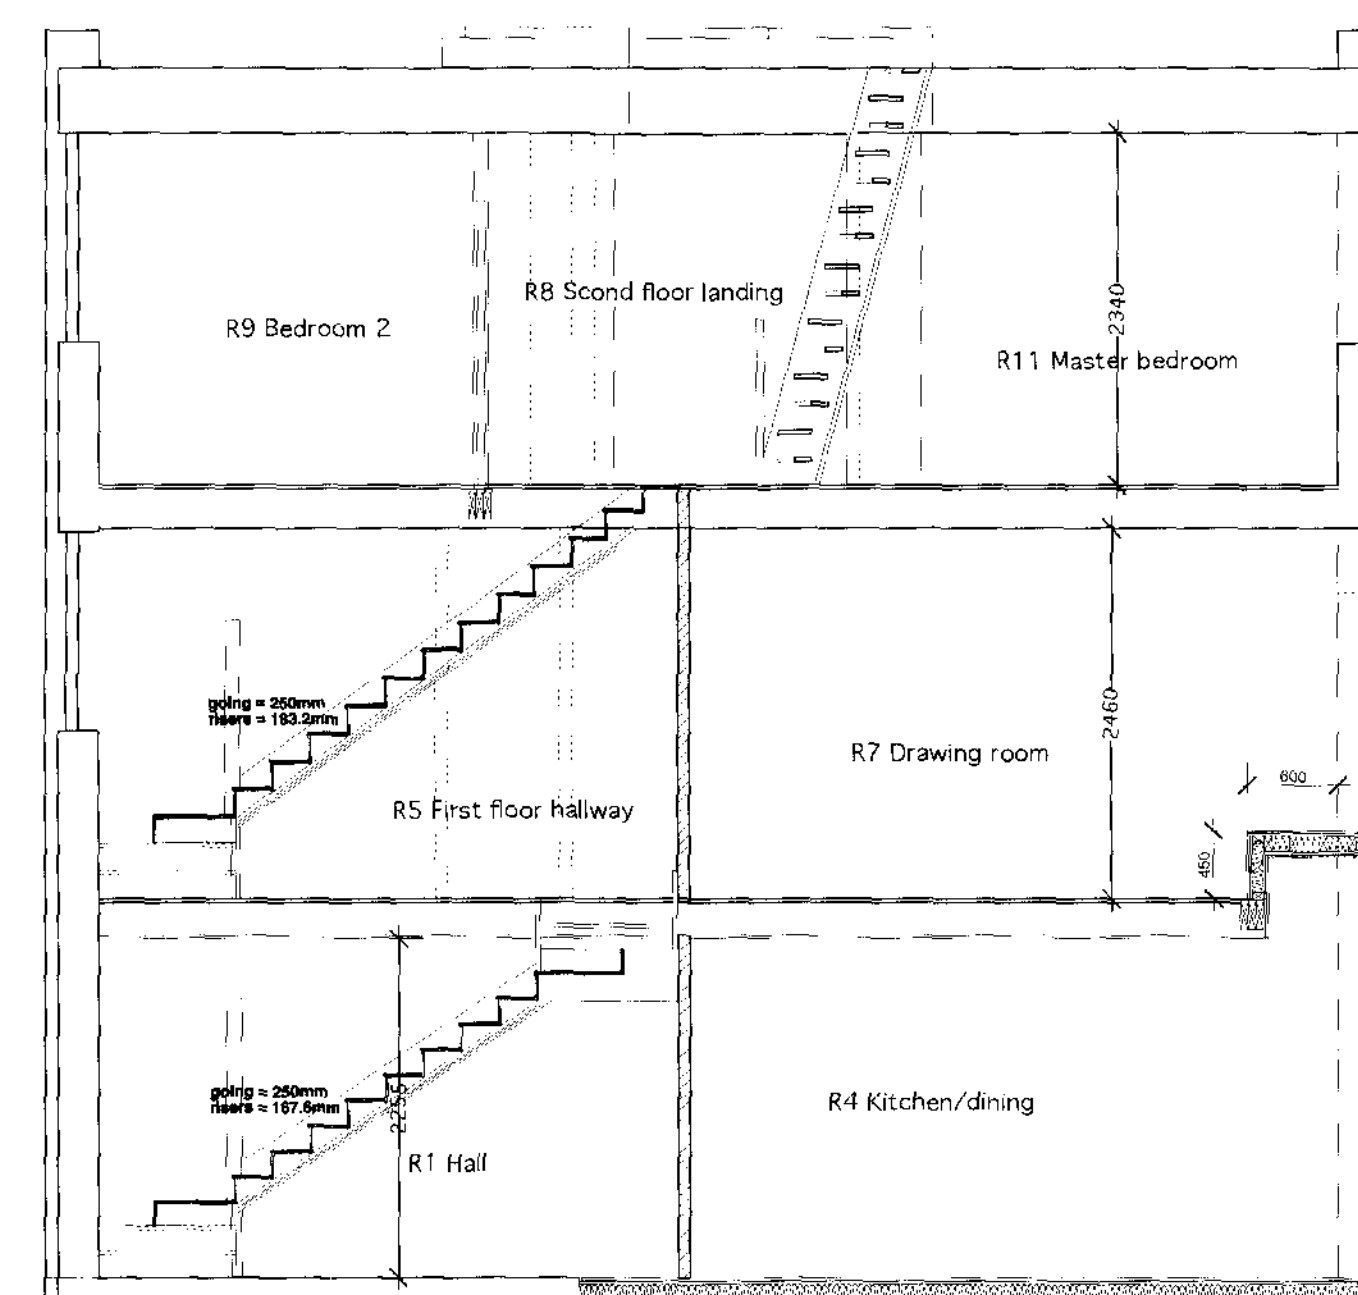 R8 Scond floor landing
R9 Bedroom 2
2340
R11 Master bedroom
going = 250mm
risers = 183.2mm
2460
R7 Drawing room
600
R5 First floor hallway
450
going = 250mm
risers = 167.6mm
2255
R4 Kitchen/dining
R1 Hall